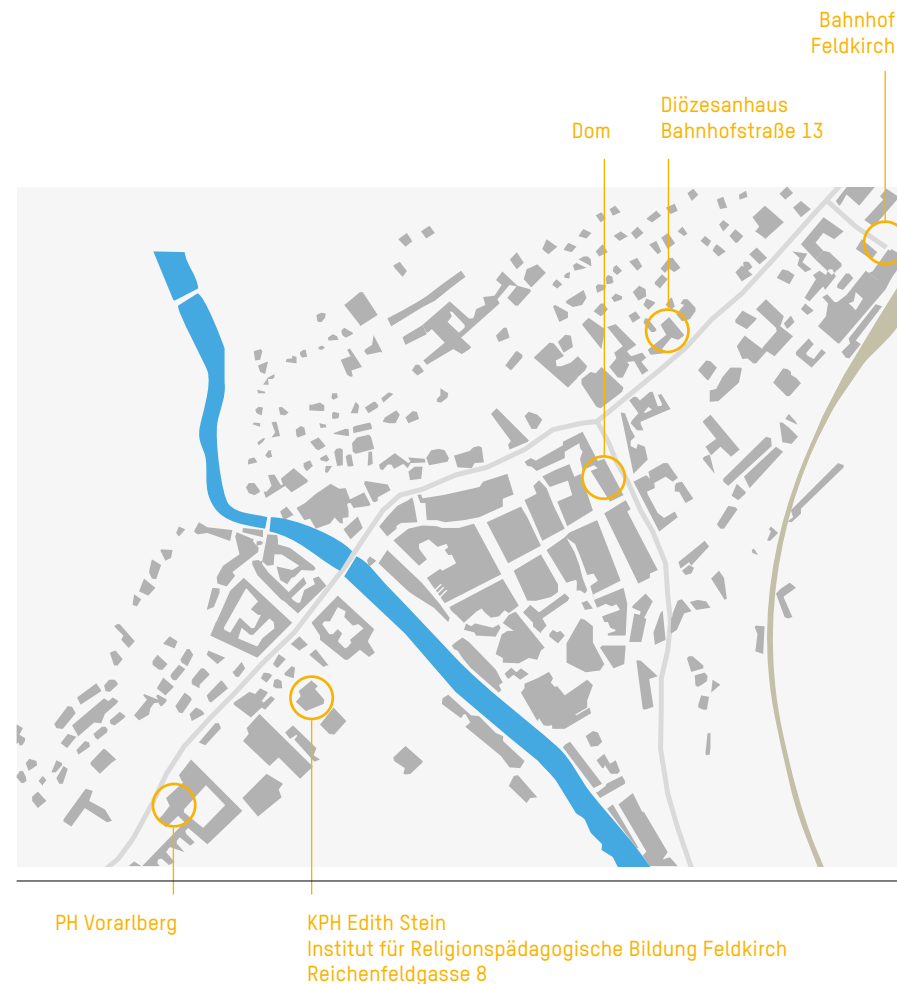 Bahnhof
Feldkirch
Diözesanhaus
Bahnhofstraße 13
Dom
PH Vorarlberg
KPH Edith Stein
Institut für Religionspädagogische Bildung Feldkirch
Reichenfeldgasse 8